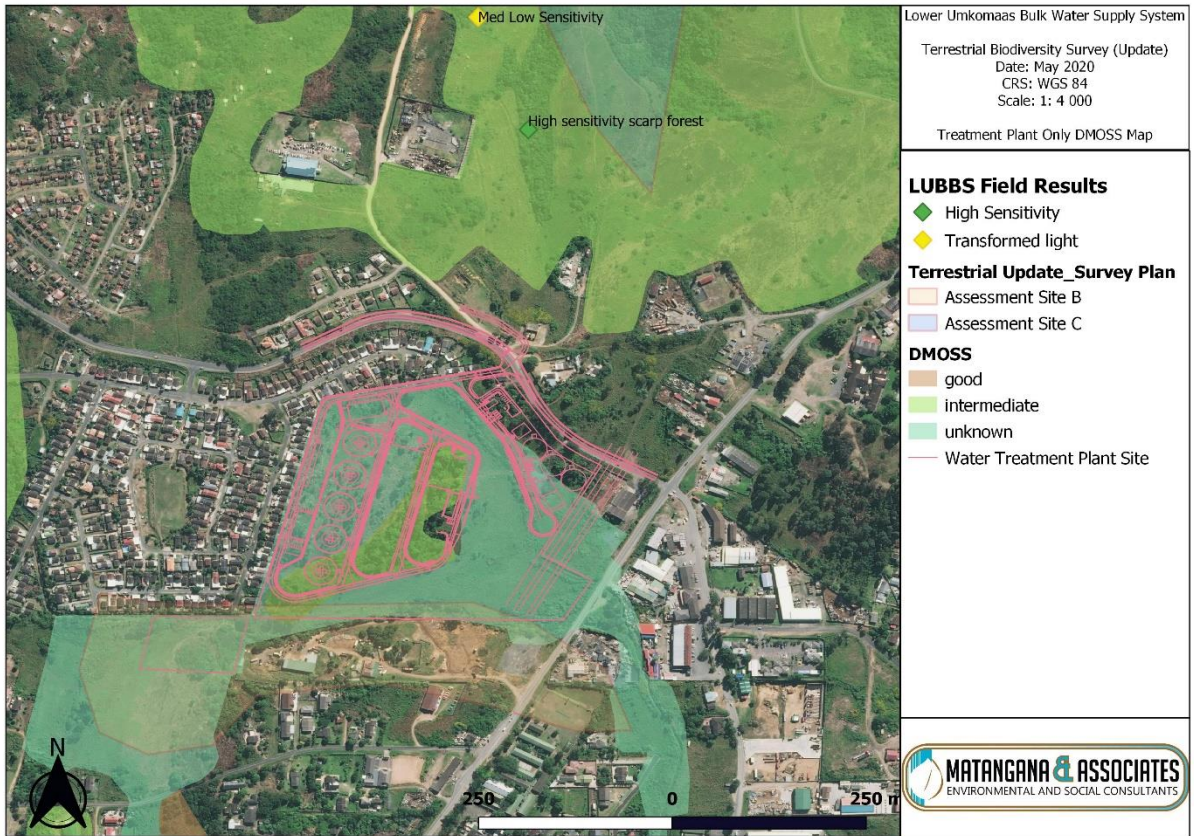 Med Low Sensitivity
High sensitivity scarp forest
N
250
0
250 m
Lower Umkomaas Bulk Water Supply System
Terrestrial Biodiversity Survey (Update)
Date: May 2020
CRS: WGS 84
Scale: 1: 4 000
Treatment Plant Only DMOSS Map
LUBBS Field Results
High Sensitivity
Transformed light
Terrestrial Update_Survey Plan
Assessment Site B
Assessment Site C
DMOSS
good
intermediate
unknown
Water Treatment Plant Site
MATANGANA & ASSOCIATES
ENVIRONMENTAL AND SOCIAL CONSULTANTS